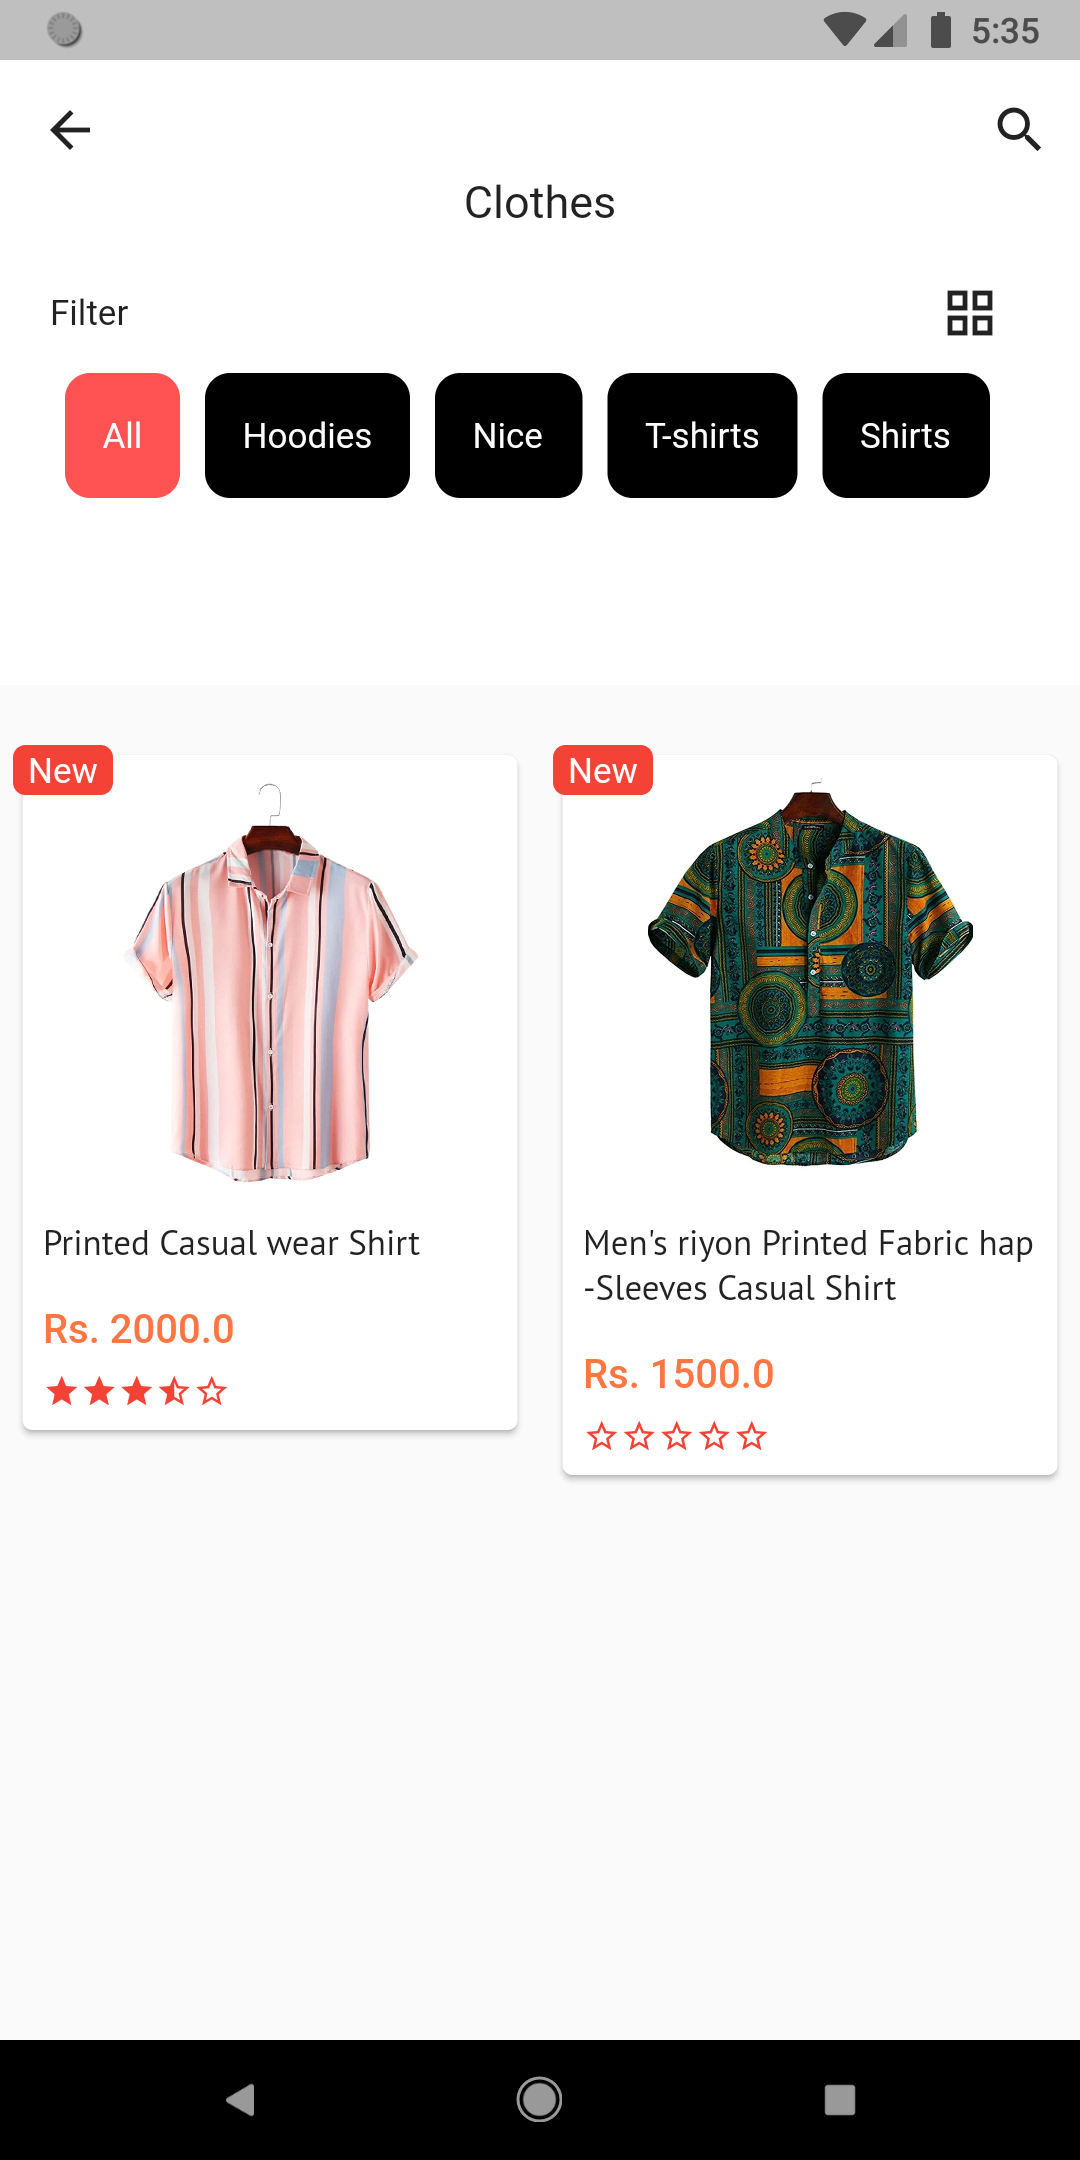 5:35
Clothes
Filter
All
Hoodies
Nice
T-shirts
Shirts
New
New
Printed Casual wear Shirt
Rs. 2000.0
Men's riyon Printed Fabric hap
-Sleeves Casual Shirt
Rs. 1500.0